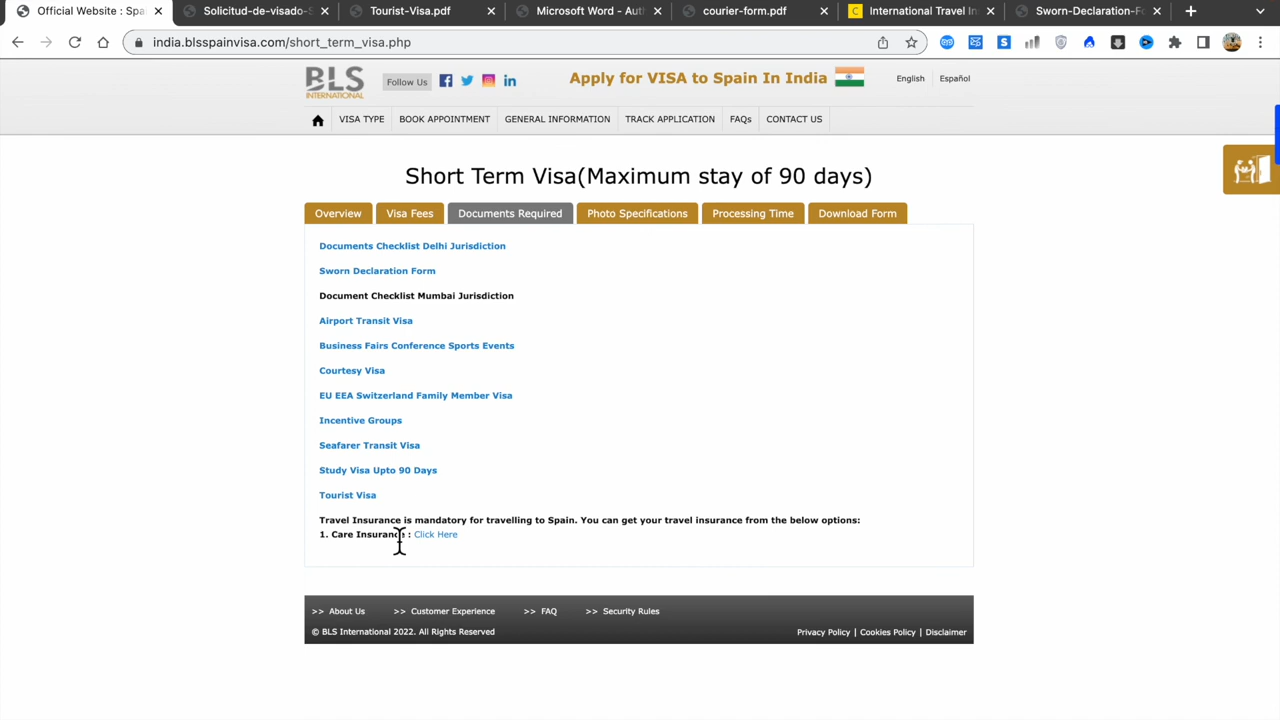 Official Website : Spa
Solicitud-de-visado-S
Tourist-Visa.pdf
Microsoft Word - Auth
courier-form.pdf
International Travel In
Sworn-Declaration-Fo
india.blsspainvisa.com/short_term_visa.php
BLS
INTERNATIONAL
Follow Us
Apply for VISA to Spain In India
English
Español
VISA TYPE
BOOK APPOINTMENT
GENERAL INFORMATION
TRACK APPLICATION
FAQs
CONTACT US
Short Term Visa(Maximum stay of 90 days)
Overview
Visa Fees
Documents Required
Photo Specifications
Processing Time
Download Form
Documents Checklist Delhi Jurisdiction
Sworn Declaration Form
Document Checklist Mumbai Jurisdiction
Airport Transit Visa
Business Fairs Conference Sports Events
Courtesy Visa
EU EEA Switzerland Family Member Visa
Incentive Groups
Seafarer Transit Visa
Study Visa Upto 90 Days
Tourist Visa
Travel Insurance is mandatory for travelling to Spain. You can get your travel insurance from the below options:
1. Care Insurance : Click Here
>> About Us >> Customer Experience >> FAQ >> Security Rules
© BLS International 2022. All Rights Reserved
Privacy Policy | Cookies Policy | Disclaimer